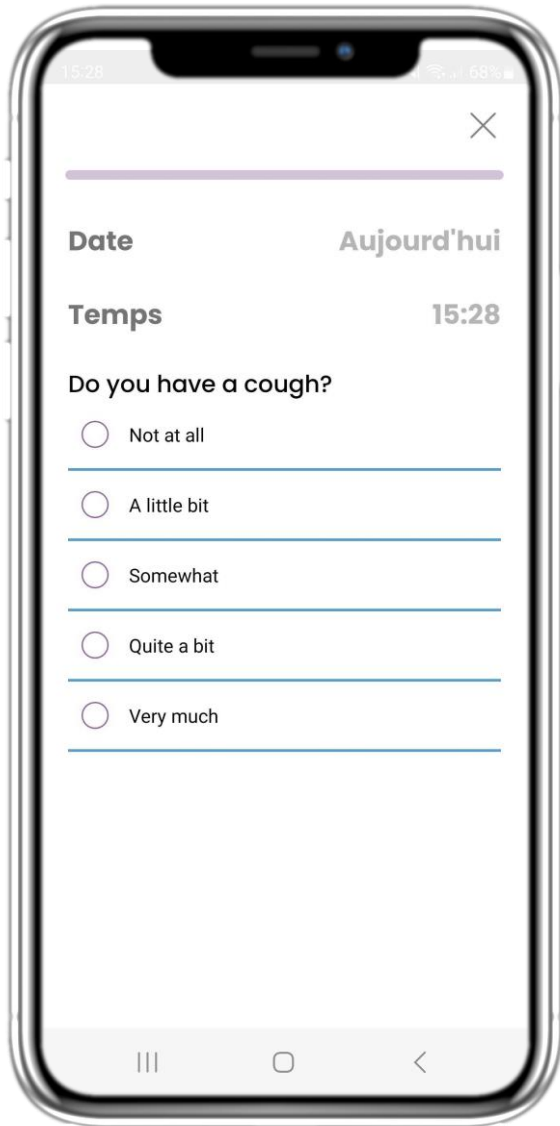 15:28 68%
Date Aujourd'hui
Temps 15:28
Do you have a cough?
Not at all
A little bit
Somewhat
Quite a bit
Very much